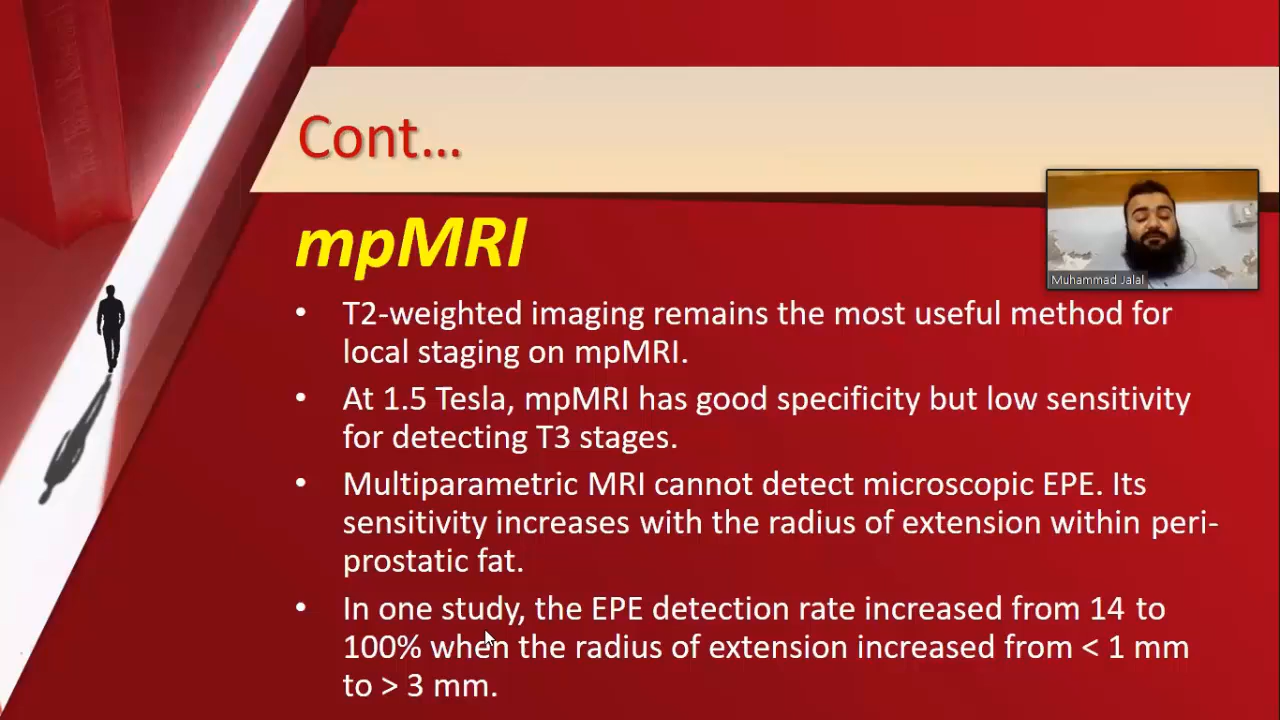 Cont...
mpMRI
Muhammad Jalal
• T2-weighted imaging remains the most useful method for
local staging on mpMRI.
• At 1.5 Tesla, mpMRI has good specificity but low sensitivity
for detecting T3 stages.
• Multiparametric MRI cannot detect microscopic EPE. Its
sensitivity increases with the radius of extension within peri-
prostatic fat.
• In one study, the EPE detection rate increased from 14 to
100% when the radius of extension increased from < 1 mm
to > 3 mm.